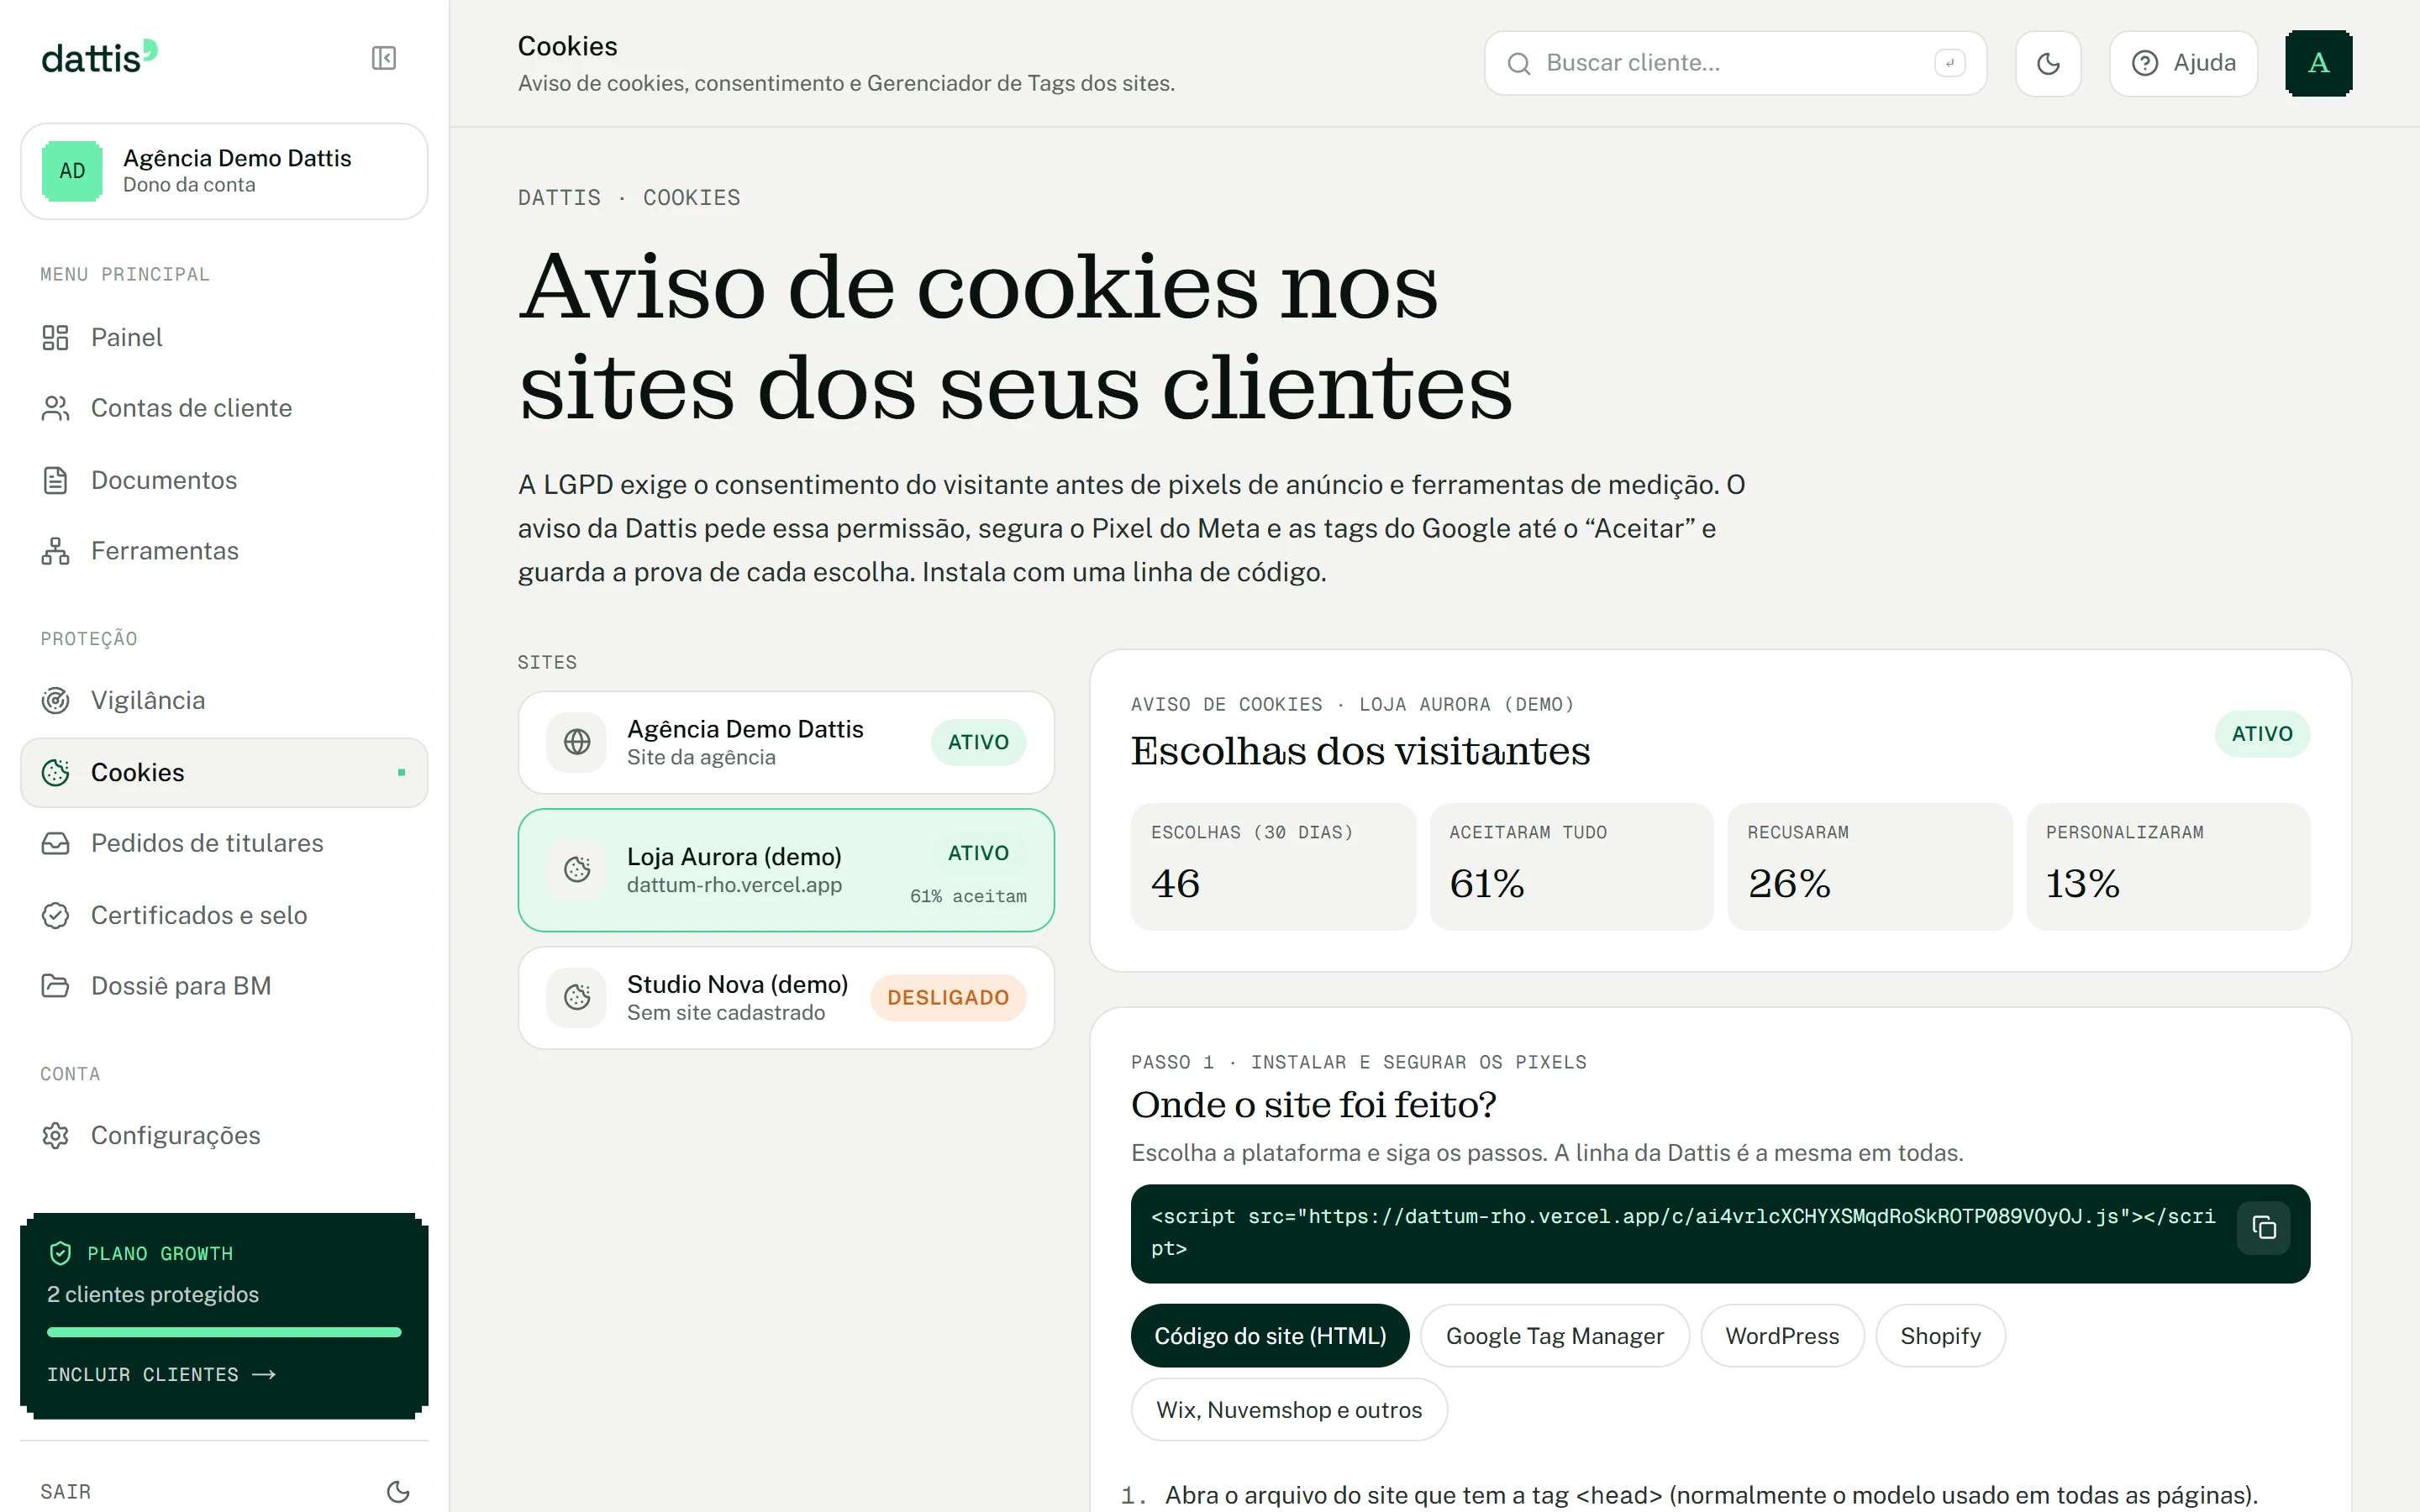 dattis
AD
Agência Demo Dattis
Dono da conta
MENU PRINCIPAL
Painel
Contas de cliente
Documentos
Ferramentas
PROTEÇÃO
Vigilância
Cookies
Pedidos de titulares
Certificados e selo
Dossiê para BM
CONTA
Configurações
PLANO GROWTH
2 clientes protegidos
INCLUIR CLIENTES →
SAIR
Cookies
Aviso de cookies, consentimento e Gerenciador de Tags dos sites.
Buscar cliente...
Ajuda
A
DATTIS · COOKIES
Aviso de cookies nos
sites dos seus clientes
A LGPD exige o consentimento do visitante antes de pixels de anúncio e ferramentas de medição. O
aviso da Dattis pede essa permissão, segura o Pixel do Meta e as tags do Google até o “Aceitar” e
guarda a prova de cada escolha. Instala com uma linha de código.
SITES
Agência Demo Dattis
Site da agência
ATIVO
Loja Aurora (demo)
dattum-rho.vercel.app
ATIVO
61% aceitam
Studio Nova (demo)
Sem site cadastrado
DESLIGADO
AVISO DE COOKIES · LOJA AURORA (DEMO)
Escolhas dos visitantes
ATIVO
ESCOLHAS (30 DIAS)
46
ACEITARAM TUDO
61%
RECUSARAM
26%
PERSONALIZARAM
13%
PASSO 1 · INSTALAR E SEGURAR OS PIXELS
Onde o site foi feito?
Escolha a plataforma e siga os passos. A linha da Dattis é a mesma em todas.
<script src="https://dattum-rho.vercel.app/c/ai4vrlcXCHYXSMqdRoSkROTP089VOyOJ.js"></scri
pt>
Código do site (HTML)
Google Tag Manager
WordPress
Shopify
Wix, Nuvemshop e outros
1. Abra o arquivo do site que tem a tag <head> (normalmente o modelo usado em todas as páginas).